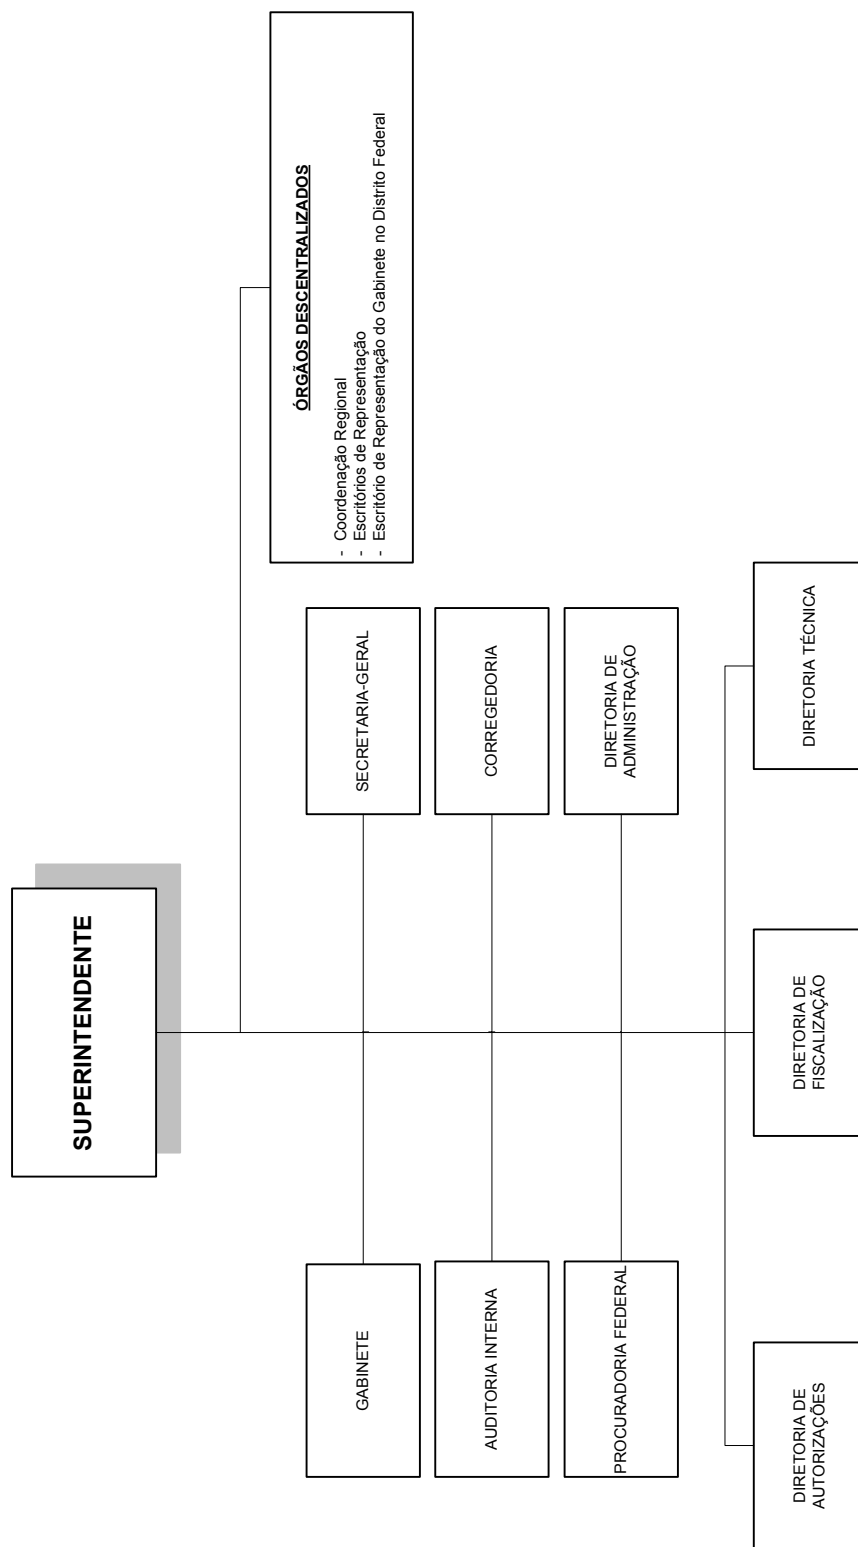 SUPERINTENDENTE
ÓRGÃOS DESCENTRALIZADOS
- Coordenação Regional
- Escritórios de Representação
- Escritório de Representação do Gabinete no Distrito Federal
GABINETE
SECRETARIA-GERAL
AUDITORIA INTERNA
CORREGEDORIA
PROCURADORIA FEDERAL
DIRETORIA DE
ADMINISTRAÇÃO
DIRETORIA DE
AUTORIZAÇÕES
DIRETORIA DE
FISCALIZAÇÃO
DIRETORIA TÉCNICA